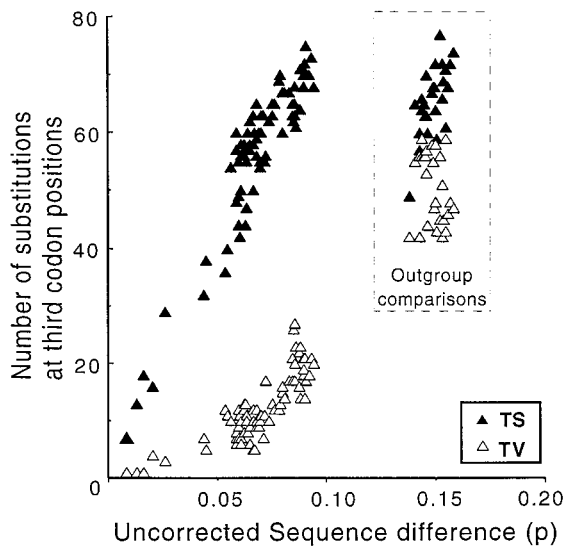 Number of substitutions
at third codon positions
80
60
40
20
0
Outgroup
comparisons
▲ TS
△ TV
0.05
0.10
0.15
0.20
Uncorrected Sequence difference (p)